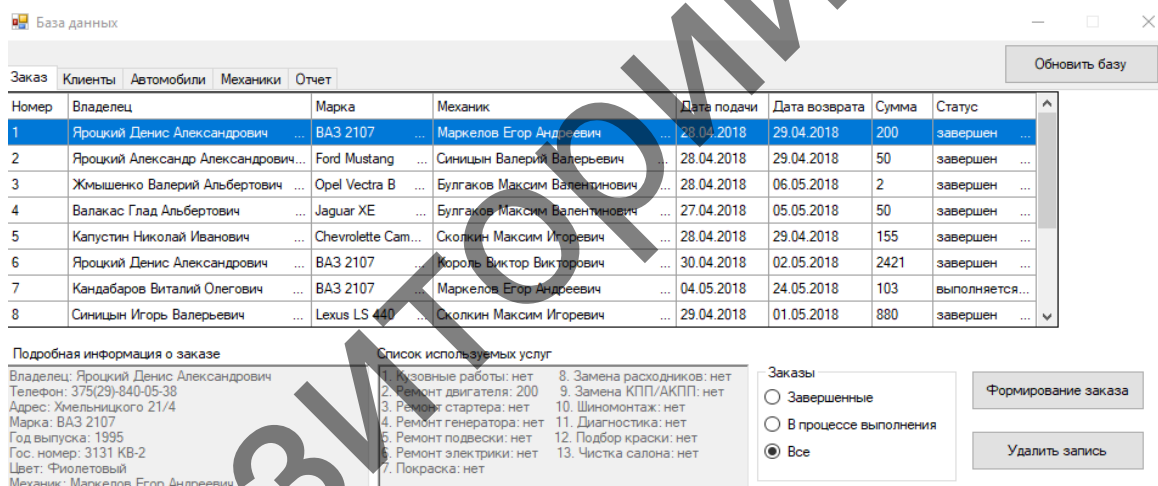 База данных
Обновить базу
Заказ Клиенты Автомобили Механики Отчет
Номер Владелец Марка Механик Дата подачи Дата возврата Сумма Статус
1 Яроцкий Денис Александрович ... ВАЗ 2107 ... Маркелов Егор Андреевич ... 28.04.2018 29.04.2018 200 завершен ...
2 Яроцкий Александр Александрович... Ford Mustang ... Синицын Валерий Валерьевич ... 28.04.2018 29.04.2018 50 завершен ...
3 Жмышенко Валерий Альбертович ... Opel Vectra B ... Булгаков Максим Валентинович ... 28.04.2018 06.05.2018 2 завершен ...
4 Валакас Глад Альбертович ... Jaguar XE ... Булгаков Максим Валентинович ... 27.04.2018 05.05.2018 50 завершен ...
5 Капустин Николай Иванович ... Chevrolette Cam... Сколкин Максим Игоревич ... 28.04.2018 29.04.2018 155 завершен ...
6 Яроцкий Денис Александрович ... ВАЗ 2107 ... Король Виктор Викторович ... 30.04.2018 02.05.2018 2421 завершен ...
7 Кандабаров Виталий Олегович ... ВАЗ 2107 ... Маркелов Егор Андреевич ... 04.05.2018 24.05.2018 103 выполняется...
8 Синицын Игорь Валерьевич ... Lexus LS 440 ... Сколкин Максим Игоревич ... 29.04.2018 01.05.2018 880 завершен ...
Подробная информация о заказе
Владелец: Яроцкий Денис Александрович
Телефон: 375(29)-840-05-38
Адрес: Хмельницкого 21/4
Марка: ВАЗ 2107
Год выпуска: 1995
Гос. номер: 3131 КВ-2
Цвет: Фиолетовый
Механик: Маркелов Егор Андреевич
Список используемых услуг
1. Кузовные работы: нет 8. Замена расходников: нет
2. Ремонт двигателя: 200 9. Замена КПП/АКПП: нет
3. Ремонт стартера: нет 10. Шиномонтаж: нет
4. Ремонт генератора: нет 11. Диагностика: нет
5. Ремонт подвески: нет 12. Подбор краски: нет
6. Ремонт электрики: нет 13. Чистка салона: нет
7. Покраска: нет
Заказы
Завершенные
В процессе выполнения
Все
Формирование заказа
Удалить запись
ЗИТОРИ